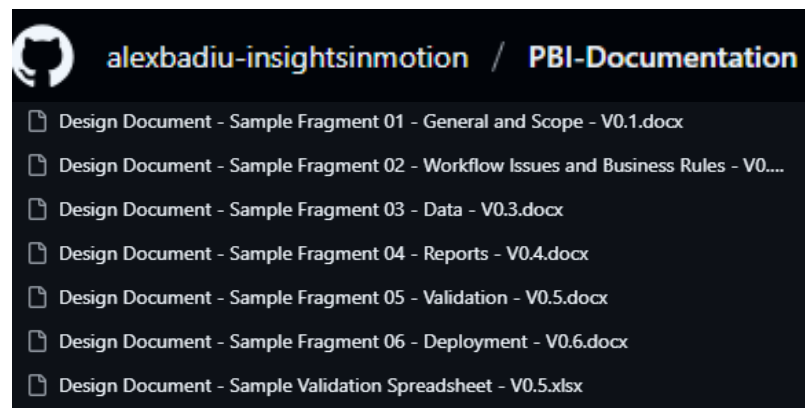 alexbadiu-insightsinmotion / PBI-Documentation
Design Document - Sample Fragment 01 - General and Scope - V0.1.docx
Design Document - Sample Fragment 02 - Workflow Issues and Business Rules - V0....
Design Document - Sample Fragment 03 - Data - V0.3.docx
Design Document - Sample Fragment 04 - Reports - V0.4.docx
Design Document - Sample Fragment 05 - Validation - V0.5.docx
Design Document - Sample Fragment 06 - Deployment - V0.6.docx
Design Document - Sample Validation Spreadsheet - V0.5.xlsx